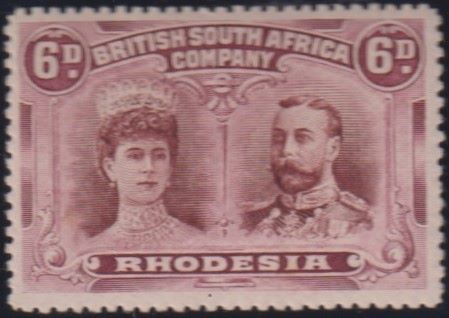 6D. BRITISH SOUTH AFRICA 6D.
COMPANY
RHODESIA